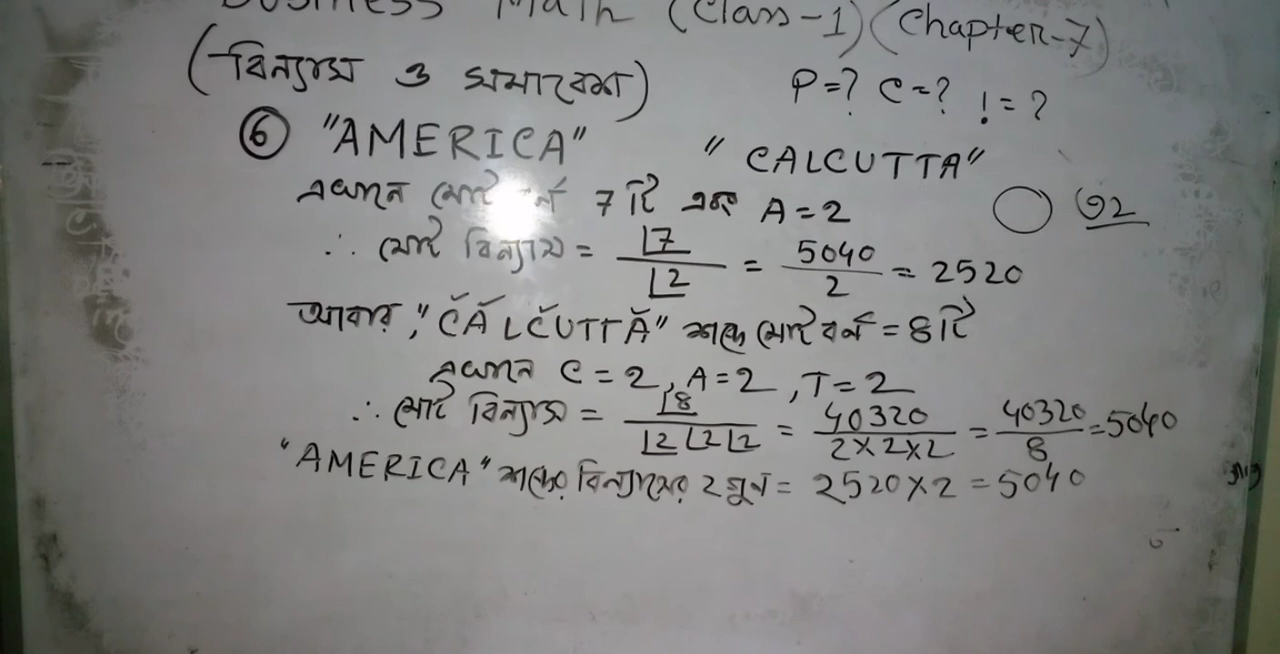 Business Math (Class-1) (Chapter-7)
(বিন্যাস ও সমাবেশ) P=? C=? !=?
⑥ "AMERICA" "CALCUTTA"
এখানে মোট বর্ণ 7টি এবং A=2
∴ মোট বিন্যাস = |7 / |2 = 5040 / 2 = 2520
আবার, "CALCUTTA" শব্দে মোট বর্ণ = 8টি
এখানে C=2, A=2, T=2
∴ মোট বিন্যাস = |8 / |2 |2 |2 = 40320 / 2×2×2 = 40320 / 8 = 5040
"AMERICA" শব্দের বিন্যাসের 2 গুন = 2520×2 = 5040